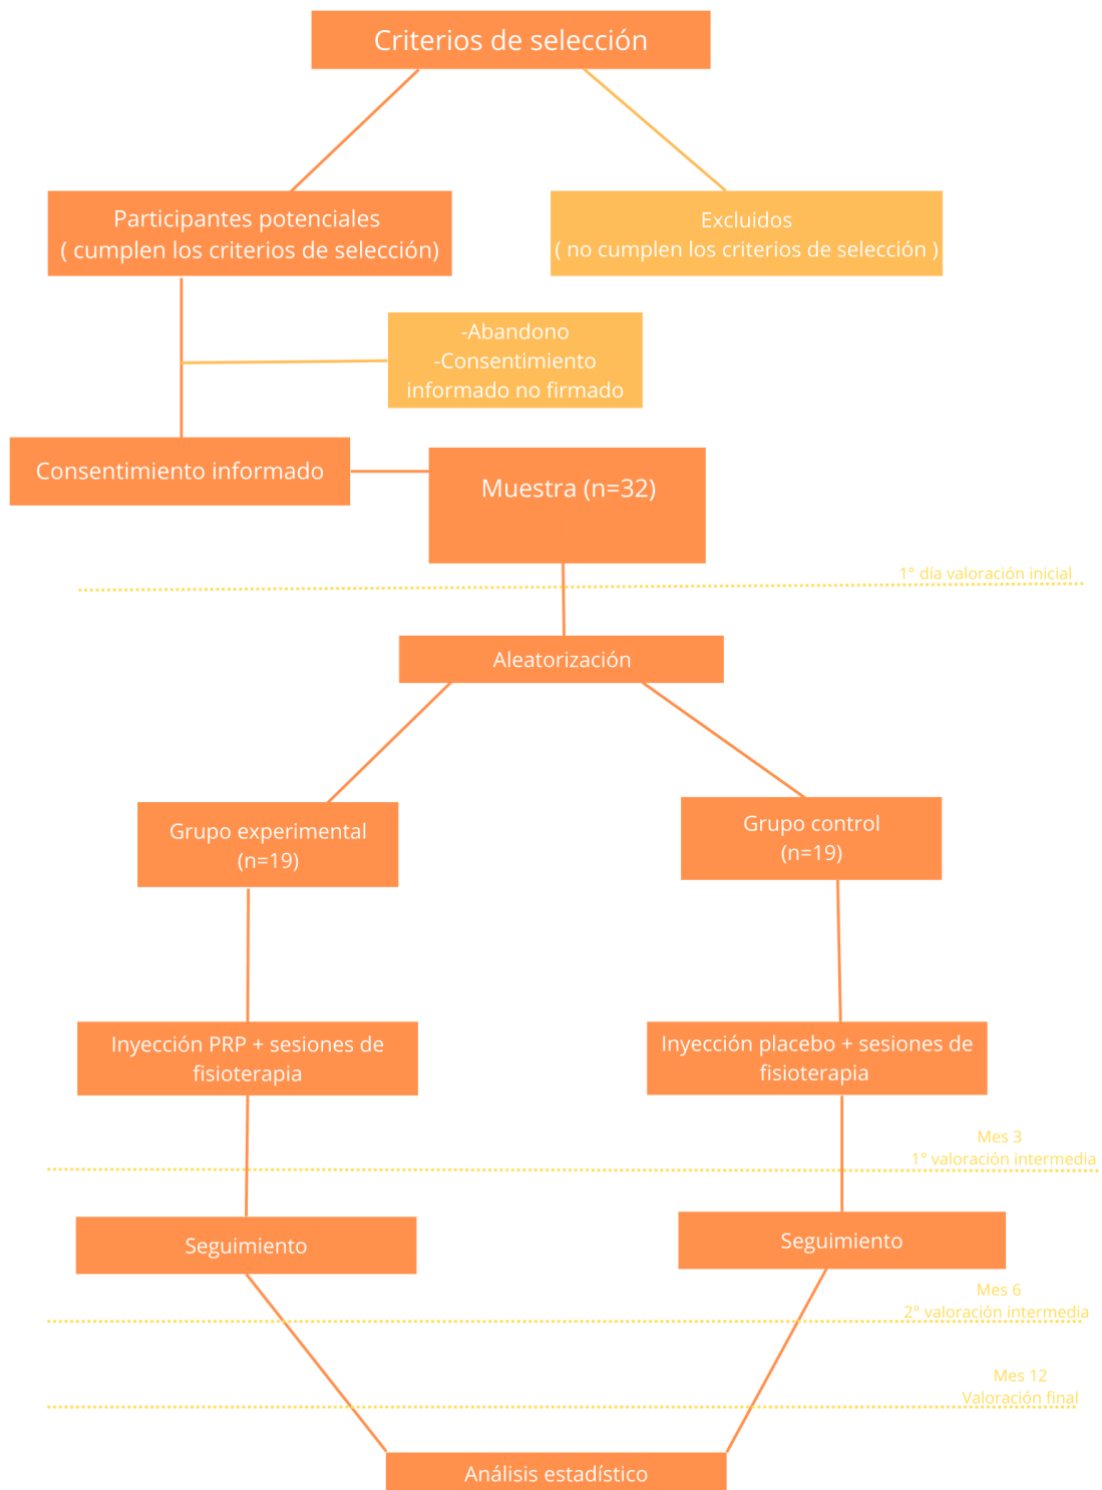 Criterios de selección
Participantes potenciales
( cumplen los criterios de selección)
Excluidos
( no cumplen los criterios de selección )
-Abandono
-Consentimiento
informado no firmado
Consentimiento informado
Muestra (n=32)
1º día valoración inicial
Aleatorización
Grupo experimental
(n=19)
Grupo control
(n=19)
Inyección PRP + sesiones de
fisioterapia
Inyección placebo + sesiones de
fisioterapia
Mes 3
1º valoración intermedia
Seguimiento
Seguimiento
Mes 6
2º valoración intermedia
Mes 12
Valoración final
Análisis estadístico